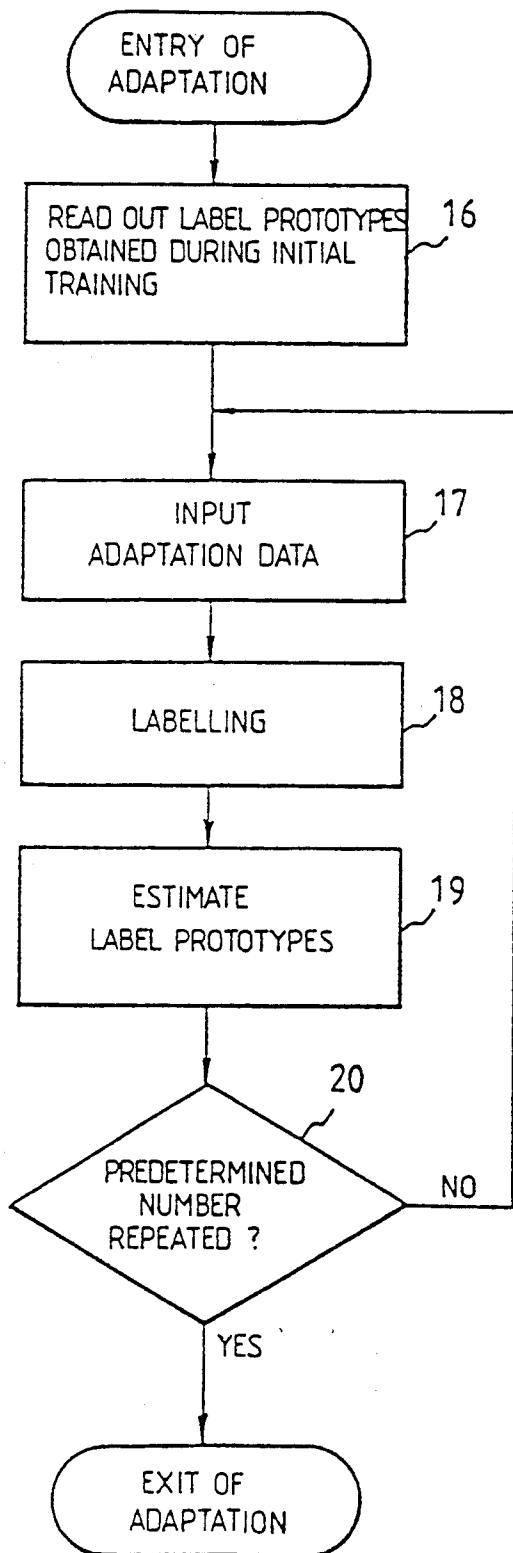 ENTRY OF
ADAPTATION
READ OUT LABEL PROTOTYPES
OBTAINED DURING INITIAL
TRAINING
16
INPUT
ADAPTATION DATA
17
LABELLING
18
ESTIMATE
LABEL PROTOTYPES
19
20
PREDETERMINED
NUMBER
REPEATED ?
NO
YES
EXIT OF
ADAPTATION